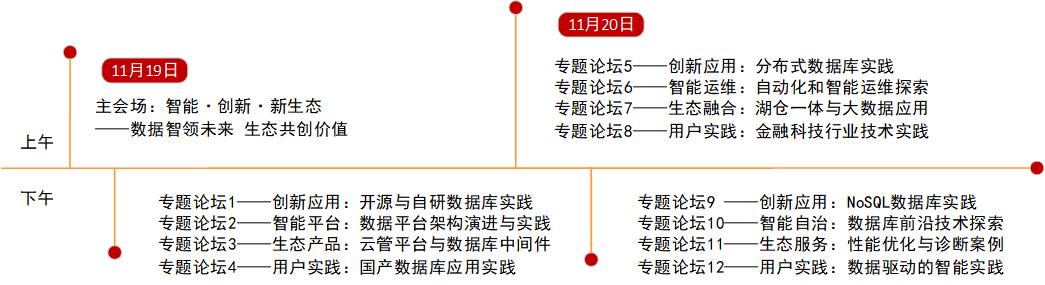 11月19日
主会场：智能·创新·新生态
——数据智领未来 生态共创价值
上午
11月20日
专题论坛5——创新应用：分布式数据库实践
专题论坛6——智能运维：自动化和智能运维探索
专题论坛7——生态融合：湖仓一体与大数据应用
专题论坛8——用户实践：金融科技行业技术实践
下午
专题论坛1——创新应用：开源与自研数据库实践
专题论坛2——智能平台：数据平台架构演进与实践
专题论坛3——生态产品：云管平台与数据库中间件
专题论坛4——用户实践：国产数据库应用实践
专题论坛9 ——创新应用：NoSQL数据库实践
专题论坛10——智能自治：数据库前沿技术探索
专题论坛11——生态服务：性能优化与诊断案例
专题论坛12——用户实践：数据驱动的智能实践